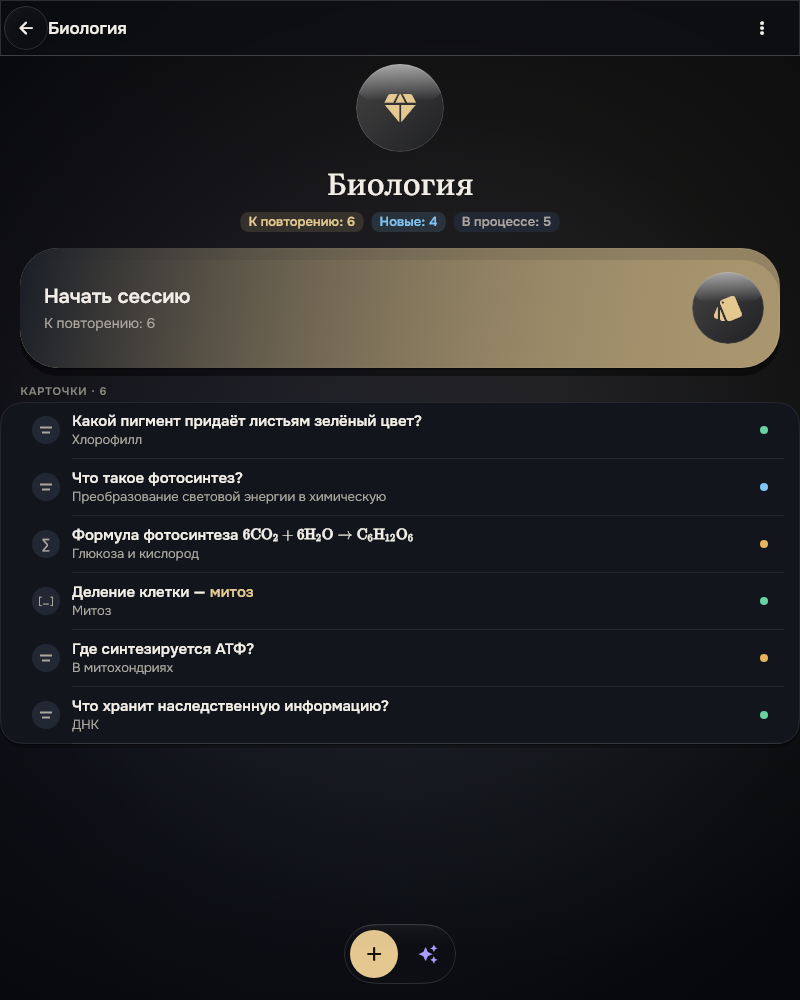 Биология
Биология
К повторению: 6 Новые: 4 В процессе: 5
Начать сессию
К повторению: 6
КАРТОЧКИ · 6
Какой пигмент придаёт листьям зелёный цвет?
Хлорофилл
Что такое фотосинтез?
Преобразование световой энергии в химическую
Формула фотосинтеза 6CO₂ + 6H₂O → C₆H₁₂O₆
Глюкоза и кислород
Деление клетки — митоз
Митоз
Где синтезируется АТФ?
В митохондриях
Что хранит наследственную информацию?
ДНК